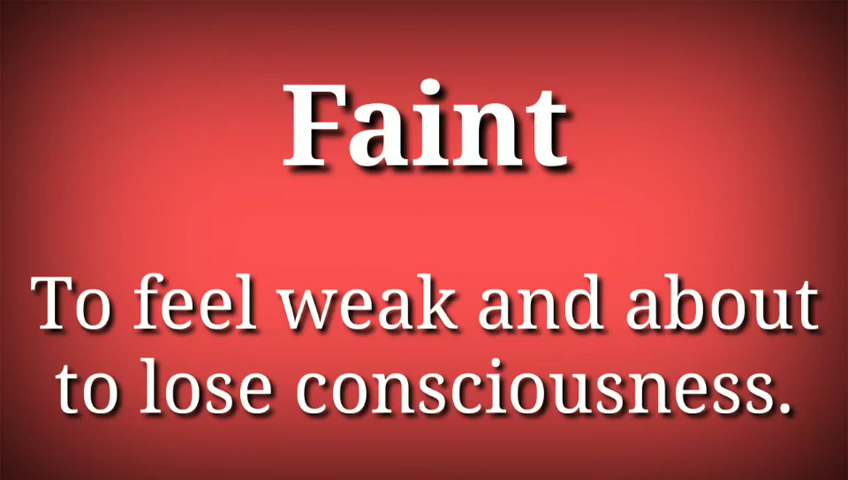 Faint
To feel weak and about
to lose consciousness.